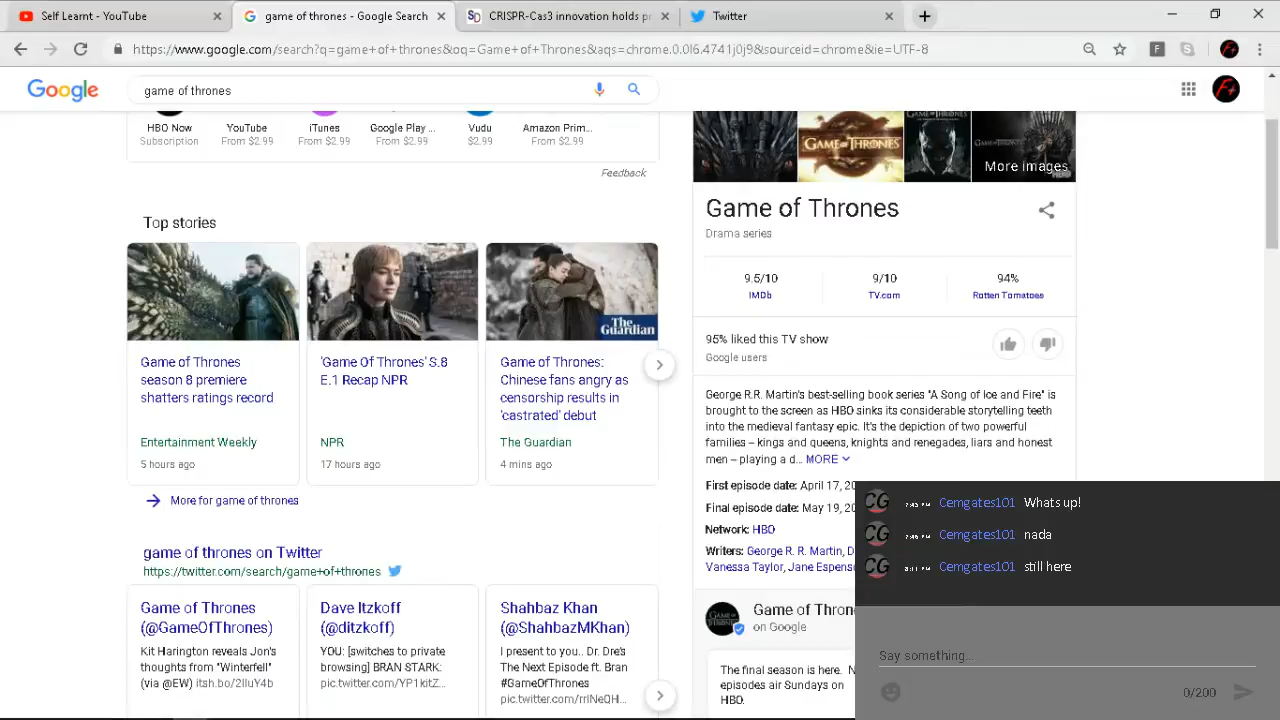 Self Learnt - YouTube
game of thrones - Google Search
CRISPR-Cas3 innovation holds pr
Twitter
https://www.google.com/search?q=game+of+thrones&oq=Game+of+Thrones&aqs=chrome.0.0l6.4741j0j9&sourceid=chrome&ie=UTF-8
Google
game of thrones
HBO Now
Subscription
YouTube
From $2.99
iTunes
From $2.99
Google Play ...
From $2.99
Vudu
$2.99
Amazon Prim...
From $2.99
Feedback
Top stories
The Guardian
Game of Thrones
season 8 premiere
shatters ratings record
Entertainment Weekly
5 hours ago
'Game Of Thrones' S.8
E.1 Recap NPR
NPR
17 hours ago
Game of Thrones:
Chinese fans angry as
censorship results in
'castrated' debut
The Guardian
4 mins ago
More for game of thrones
game of thrones on Twitter
https://twitter.com/search/game+of+thrones
Game of Thrones
(@GameOfThrones)
Kit Harington reveals Jon's
thoughts from "Winterfell"
(via @EW) itsh.bo/2IIuY4b
Dave Itzkoff
(@ditzkoff)
YOU: [switches to private
browsing] BRAN STARK:
pic.twitter.com/YP1kitZ...
Shahbaz Khan
(@ShahbazMKhan)
I present to you.. Dr. Dre's
The Next Episode ft. Bran
#GameofThrones
pic.twitter.com/rrlNeQH...
GAME OF THRONES
More images
Game of Thrones
Drama series
9.5/10
IMDb
9/10
TV.com
94%
Rotten Tomatoes
95% liked this TV show
Google users
George R.R. Martin's best-selling book series "A Song of Ice and Fire" is
brought to the screen as HBO sinks its considerable storytelling teeth
into the medieval fantasy epic. It's the depiction of two powerful
families – kings and queens, knights and renegades, liars and honest
men – playing a d... MORE
First episode date: April 17, 20
Final episode date: May 19, 20
Network: HBO
Writers: George R. R. Martin, D
Vanessa Taylor, Jane Espenso
Game of Thron
on Google
The final season is here. N
episodes air Sundays on
HBO.
CG Cemgates101 Whats up!
CG Cemgates101 nada
CG Cemgates101 still here
Say something...
0/200